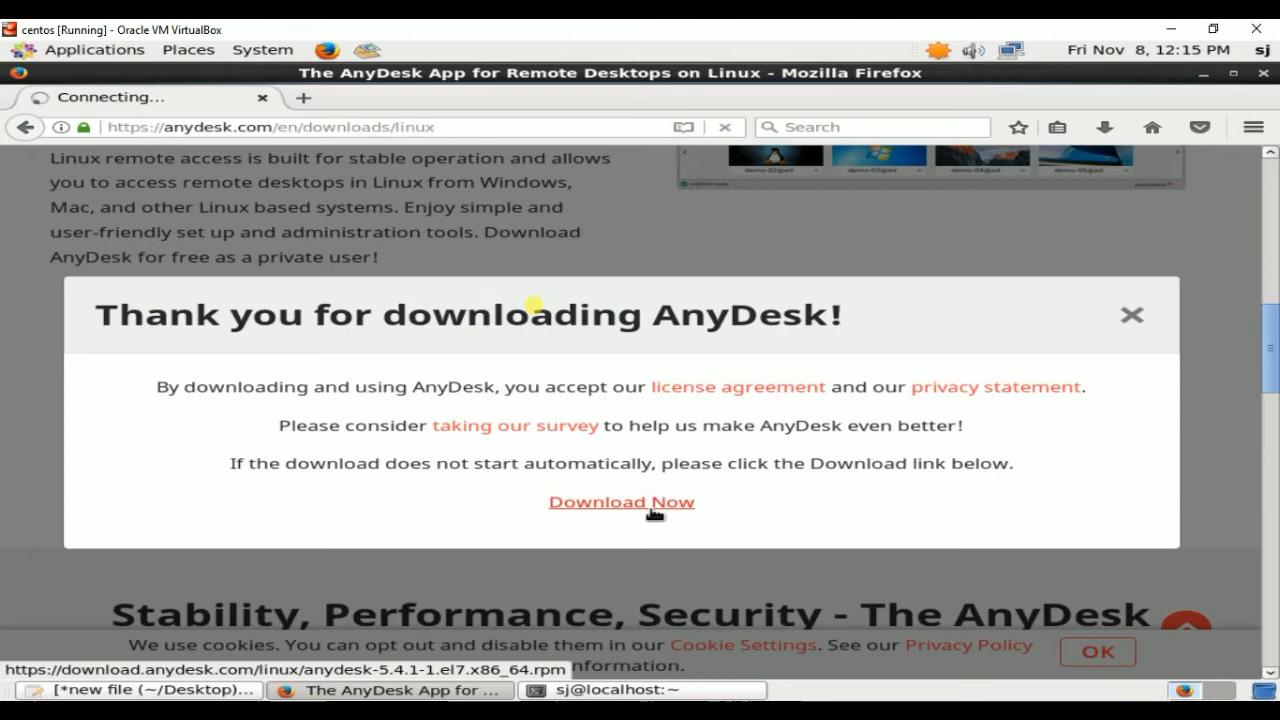 centos [Running] - Oracle VM VirtualBox
Applications Places System Fri Nov 8, 12:15 PM sj
The AnyDesk App for Remote Desktops on Linux - Mozilla Firefox
Connecting...
https://anydesk.com/en/downloads/linux Search
Linux remote access is built for stable operation and allows
you to access remote desktops in Linux from Windows,
Mac, and other Linux based systems. Enjoy simple and
user-friendly set up and administration tools. Download
AnyDesk for free as a private user!
Thank you for downloading AnyDesk!
By downloading and using AnyDesk, you accept our license agreement and our privacy statement.
Please consider taking our survey to help us make AnyDesk even better!
If the download does not start automatically, please click the Download link below.
Download Now
Stability, Performance, Security - The AnyDesk
We use cookies. You can opt out and disable them in our Cookie Settings. See our Privacy Policy
OK
https://download.anydesk.com/linux/anydesk-5.4.1-1.el7.x86_64.rpm nformation.
[*new file (~/Desktop)... The AnyDesk App for ... sj@localhost:~